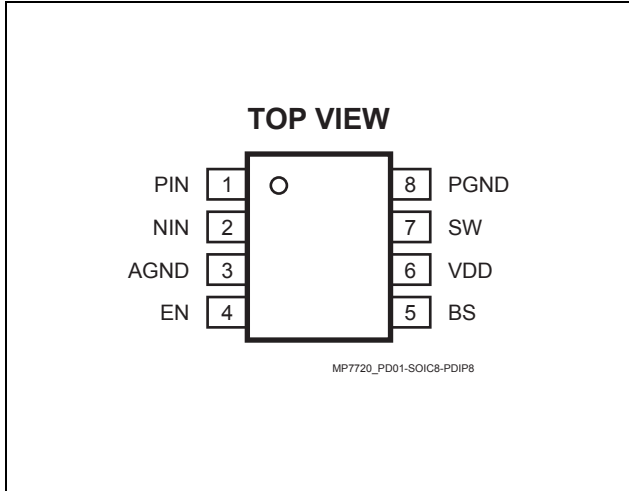 TOP VIEW
PIN 1 8 PGND
NIN 2 7 SW
AGND 3 6 VDD
EN 4 5 BS
MP7720_PD01-SOIC8-PDIP8